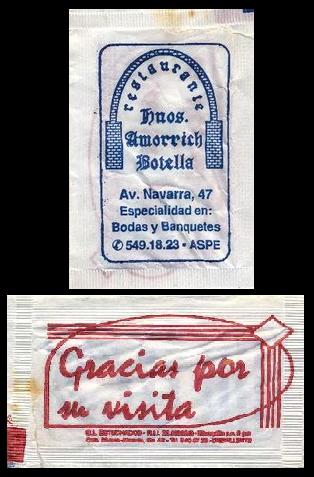 restaurante
Hnos.
Amorrich
Botella
Av. Navarra, 47
Especialidad en:
Bodas y Banquetes
✆ 549.18.23 • ASPE
Gracias por
su visita